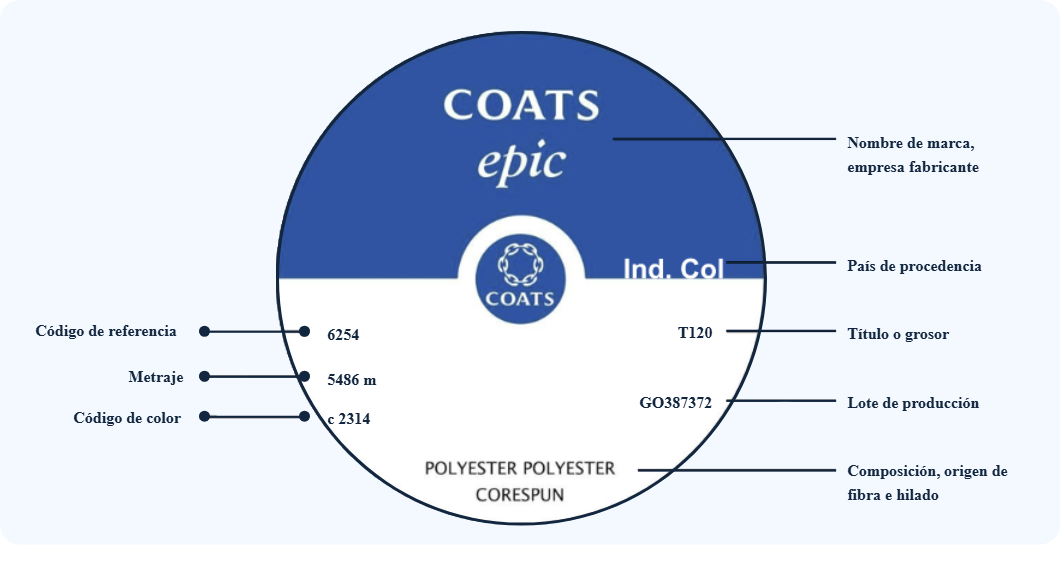 COATS
epic
Nombre de marca,
empresa fabricante
Ind. Col
País de procedencia
COATS
Código de referencia
6254
T120
Título o grosor
Metraje
5486 m
Código de color
c 2314
GO387372
Lote de producción
POLYESTER POLYESTER
CORESPUN
Composición, origen de
fibra e hilado